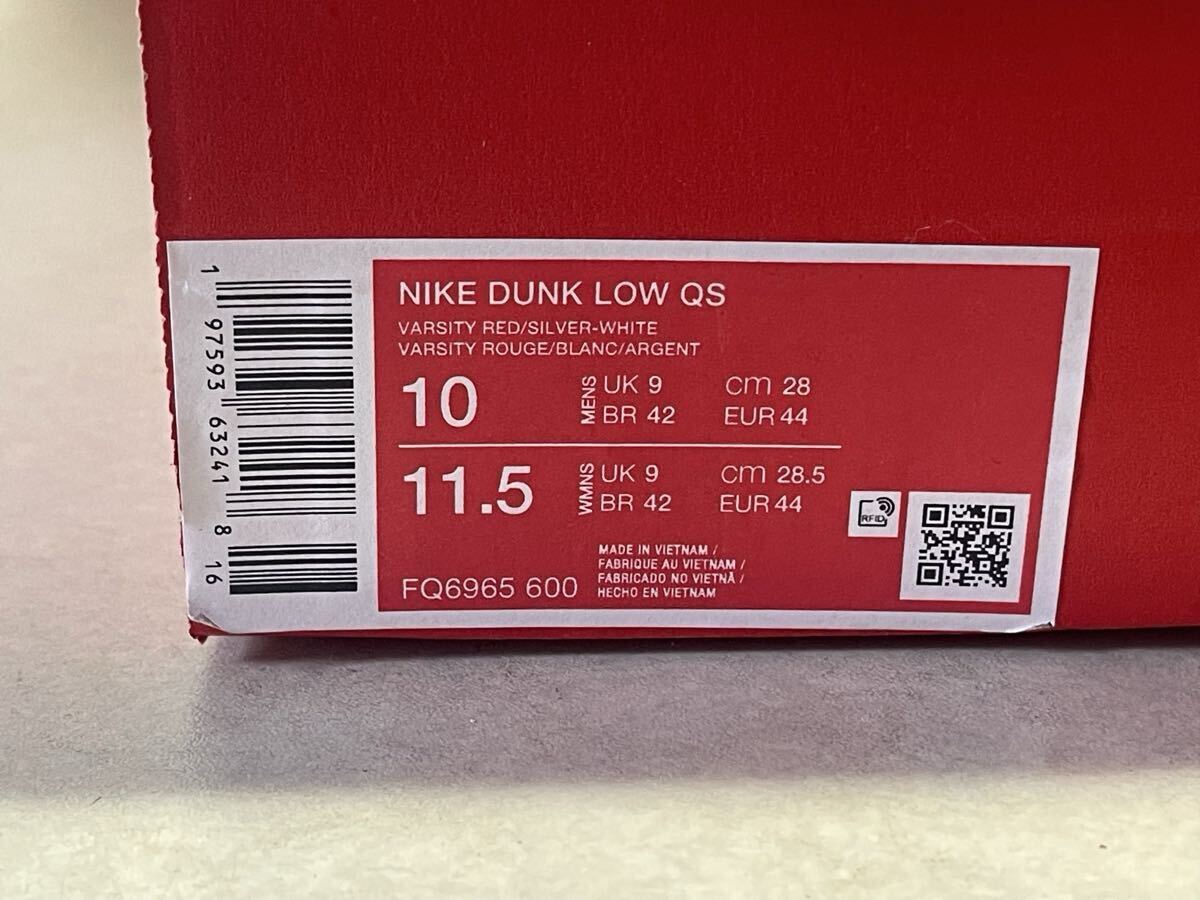 NIKE DUNK LOW QS
VARSITY RED/SILVER-WHITE
VARSITY ROUGE/BLANC/ARGENT
10 MENS UK 9 cm 28
BR 42 EUR 44
11.5 WMNS UK 9 cm 28.5
BR 42 EUR 44
FQ6965 600
MADE IN VIETNAM /
FABRIQUE AU VIETNAM /
FABRICADO NO VIETNÃ /
HECHO EN VIETNAM
RFID
1 97593 63241 8 16